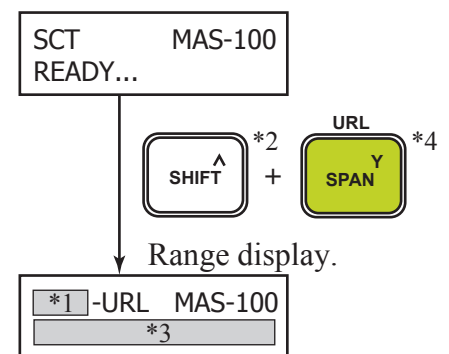 SCT MAS-100
READY...
URL
^ *2 Y *4
SHIFT + SPAN
Range display.
*1 -URL MAS-100
*3